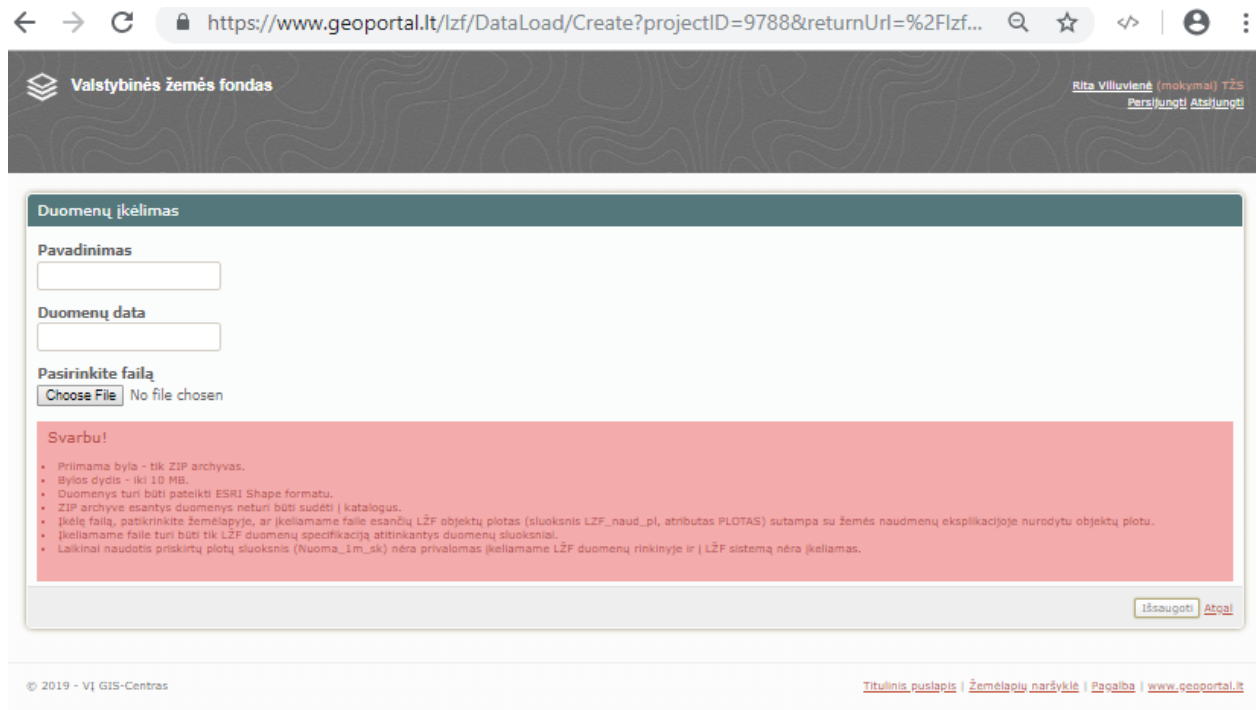 https://www.geoportal.lt/lzf/DataLoad/Create?projectID=9788&returnUrl=%2Flzf...
Valstybinės žemės fondas
Rita Viliuvienė (mokymai) TŽS
Persijungti Atsijungti
Duomenų įkėlimas
Pavadinimas
Duomenų data
Pasirinkite failą
Choose File No file chosen
Svarbu!
Priimama byla - tik ZIP archyvas.
Bylos dydis - iki 10 MB.
Duomenys turi būti pateikti ESRI Shape formatu.
ZIP archyve esantys duomenys neturi būti sudėti į katalogus.
Įkėlę failą, patikrinkite žemėlapyje, ar įkeliamame faile esančių LŽF objektų plotas (sluoksnis LZF_naud_pl, atributas PLOTAS) sutampa su žemės naudmenų eksplikacijoje nurodytu objektų plotu.
Įkeliamame faile turi būti tik LŽF duomenų specifikaciją atitinkantys duomenų sluoksniai.
Laikinai naudotis priskirtų plotų sluoksnis (Nuoma_1m_sk) nėra privalomas įkeliamame LŽF duomenų rinkinyje ir į LŽF sistemą nėra įkeliamas.
Išsaugoti Atgal
© 2019 - VĮ GIS-Centras
Titulinis puslapis | Žemėlapių naršyklė | Pagalba | www.geoportal.lt